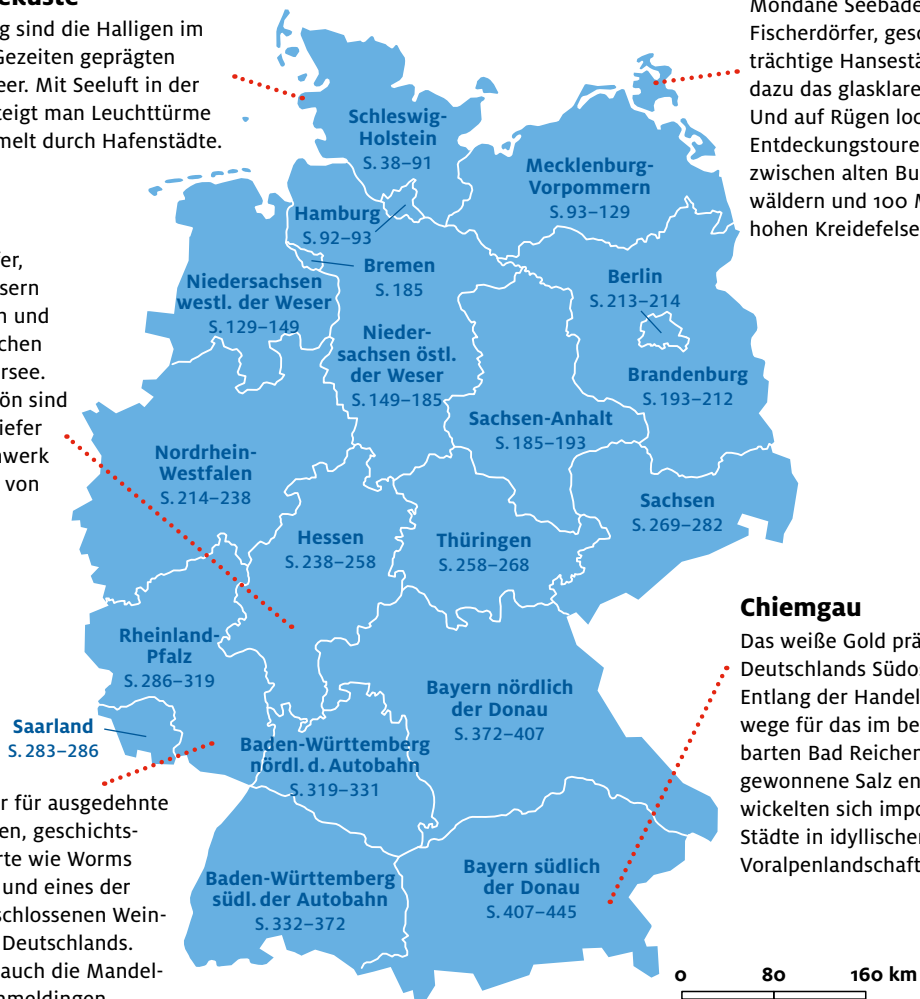 g sind die Halligen im
Gezeiten geprägten
eer. Mit Seeluft in der
teigt man Leuchttürme
melt durch Hafenstädte.
Mondäne Seebäde
Fischerdörfer, gesc
trächtige Hansestä
dazu das glasklare
Und auf Rügen loc
Entdeckungstoure
zwischen alten Bu
wäldern und 100 M
hohen Kreidefelse
Schleswig-
Holstein
S. 38–91
Mecklenburg-
Vorpommern
S. 93–129
Hamburg
S. 92–93
Bremen
S. 185
Niedersachsen
westl. der Weser
S. 129–149
Berlin
S. 213–214
Nieder-
sachsen östl.
der Weser
S. 149–185
Brandenburg
S. 193–212
Sachsen-Anhalt
S. 185–193
er,
sern
n und
chen
rsee.
ön sind
iefer
nwerk
von
Nordrhein-
Westfalen
S. 214–238
Sachsen
S. 269–282
Hessen
S. 238–258
Thüringen
S. 258–268
Rheinland-
Pfalz
S. 286–319
Saarland
S. 283–286
Bayern nördlich
der Donau
S. 372–407
Baden-Württemberg
nördl. d. Autobahn
S. 319–331
Chiemgau
Das weiße Gold prä
Deutschlands Südo
Entlang der Handel
wege für das im be
barten Bad Reichen
gewonnene Salz en
wickelten sich impo
Städte in idyllischer
Voralpenlandschaft
r für ausgedehnte
en, geschichts-
rte wie Worms
und eines der
schlossenen Wein-
Deutschlands.
auch die Mandel-
Baden-Württemberg
südl. der Autobahn
S. 332–372
Bayern südlich
der Donau
S. 407–445
0 80 160 km